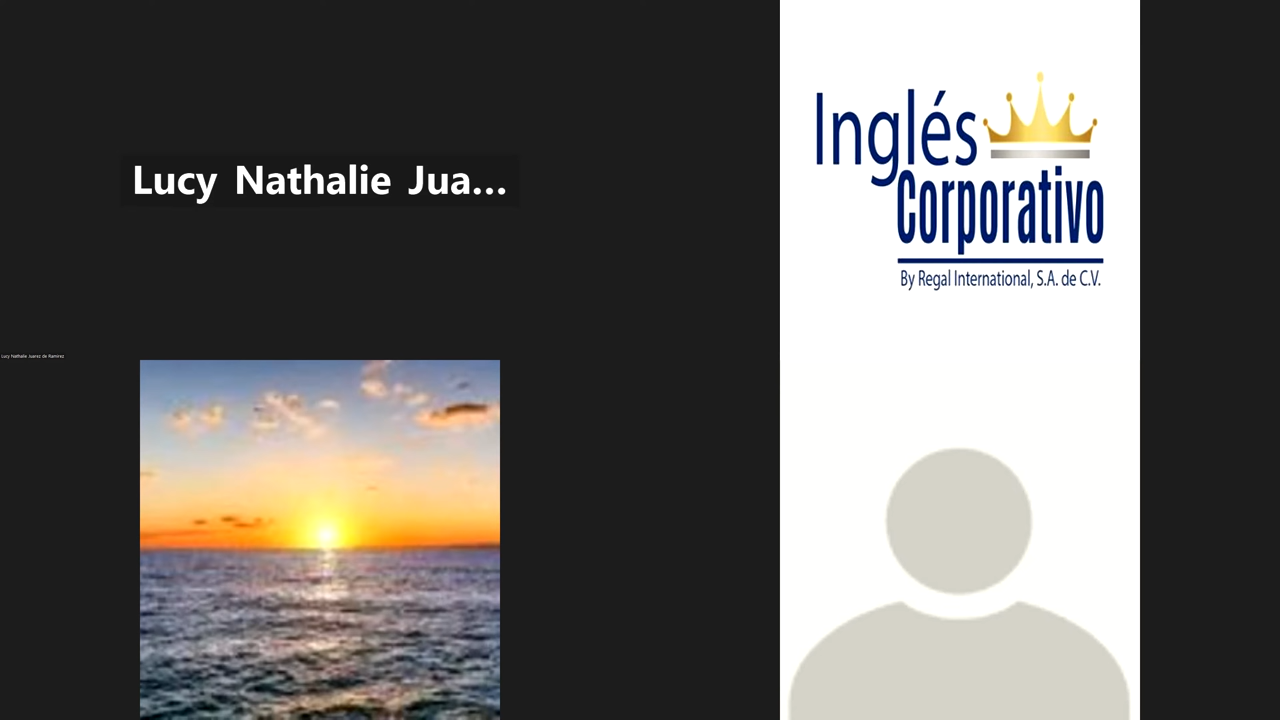 Lucy Nathalie Jua...
Inglés
Corporativo
By Regal International, S.A. de C.V.
Lucy Nathalie Juarez de Ramirez